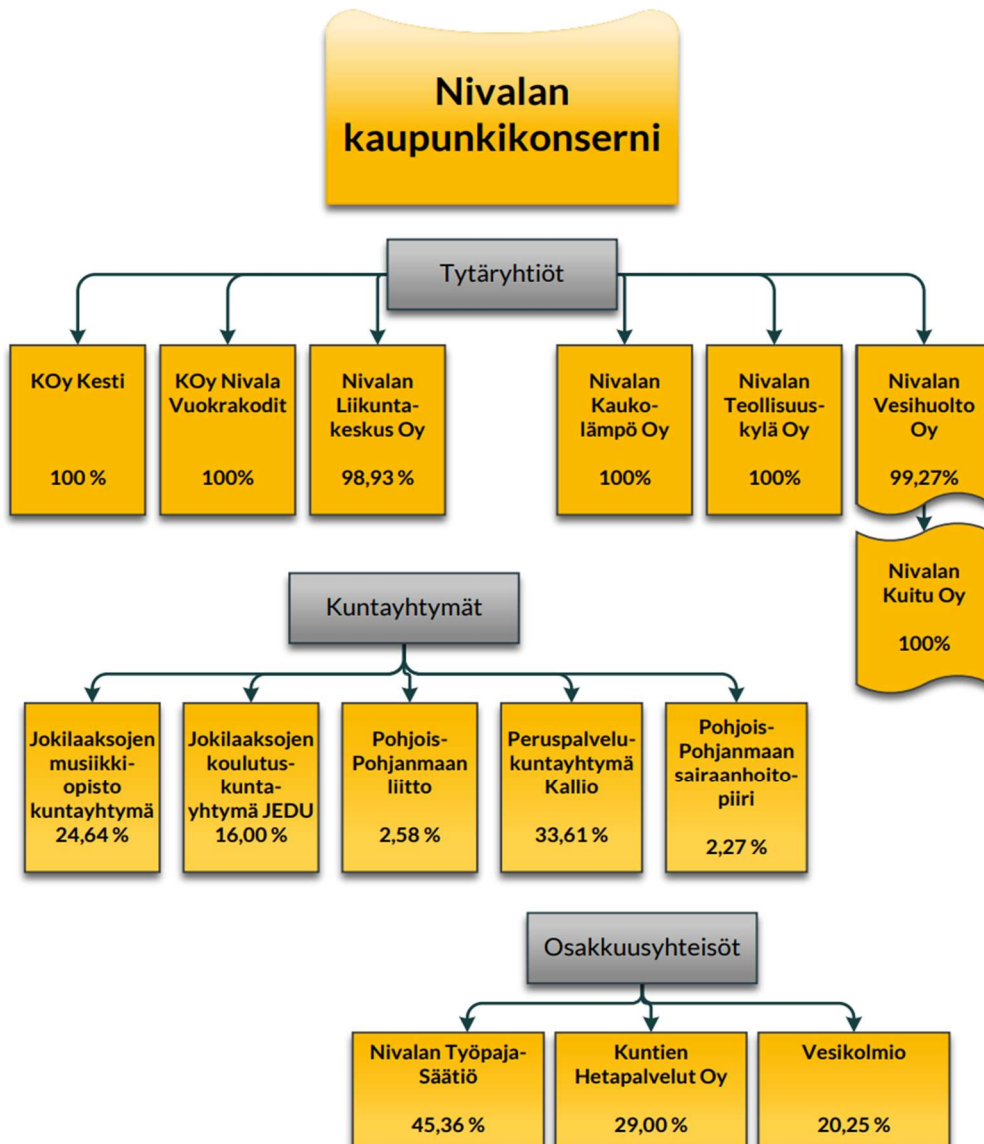 Nivalan
kaupunkikonserni
Tytäryhtiöt
KOy Kesti
100 %
KOy Nivala
Vuokrakodit
100%
Nivalan
Liikunta-
keskus Oy
98,93 %
Nivalan
Kauko-
lämpö Oy
100%
Nivalan
Teollisuus-
kylä Oy
100%
Nivalan
Vesihuolto
Oy
99,27%
Nivalan
Kuitu Oy
100%
Kuntayhtymät
Jokilaaksojen
musiikki-
opisto
kuntayhtymä
24,64 %
Jokilaaksojen
koulutus-
kunta-
yhtymä JEDU
16,00 %
Pohjois-
Pohjanmaan
liitto
2,58 %
Peruspalvelu-
kuntayhtymä
Kallio
33,61 %
Pohjois-
Pohjanmaan
sairaanhoito-
piiri
2,27 %
Osakkuusyhteisöt
Nivalan Työpaja-
Säätiö
45,36 %
Kuntien
Hetapalvelut Oy
29,00 %
Vesikolmio
20,25 %